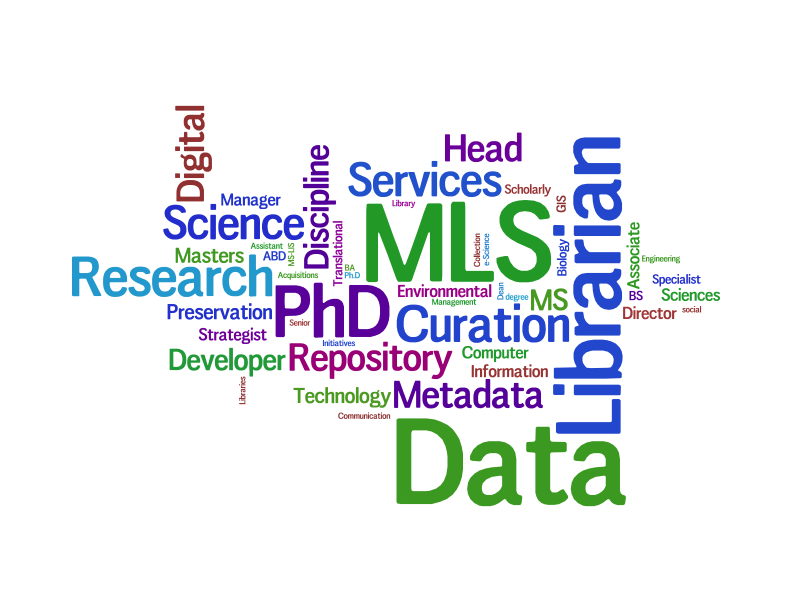 Digital
Head
Discipline
Librarian
Services
Scholarly
Manager
Library
GIS
Science
MLS
Translational
Collection
e-Science
Biology
Associate
Assistant
MS-LIS
Masters
ABD
Engineering
Research
BA
Ph.D
Acquisitions
Specialist
PhD
Environmental
Dean
degree
MS
BS
Sciences
Management
Preservation
Curation
Director
social
Senior
Strategist
Initiatives
Developer
Repository
Computer
Information
Libraries
Technology
Metadata
Communication
Data